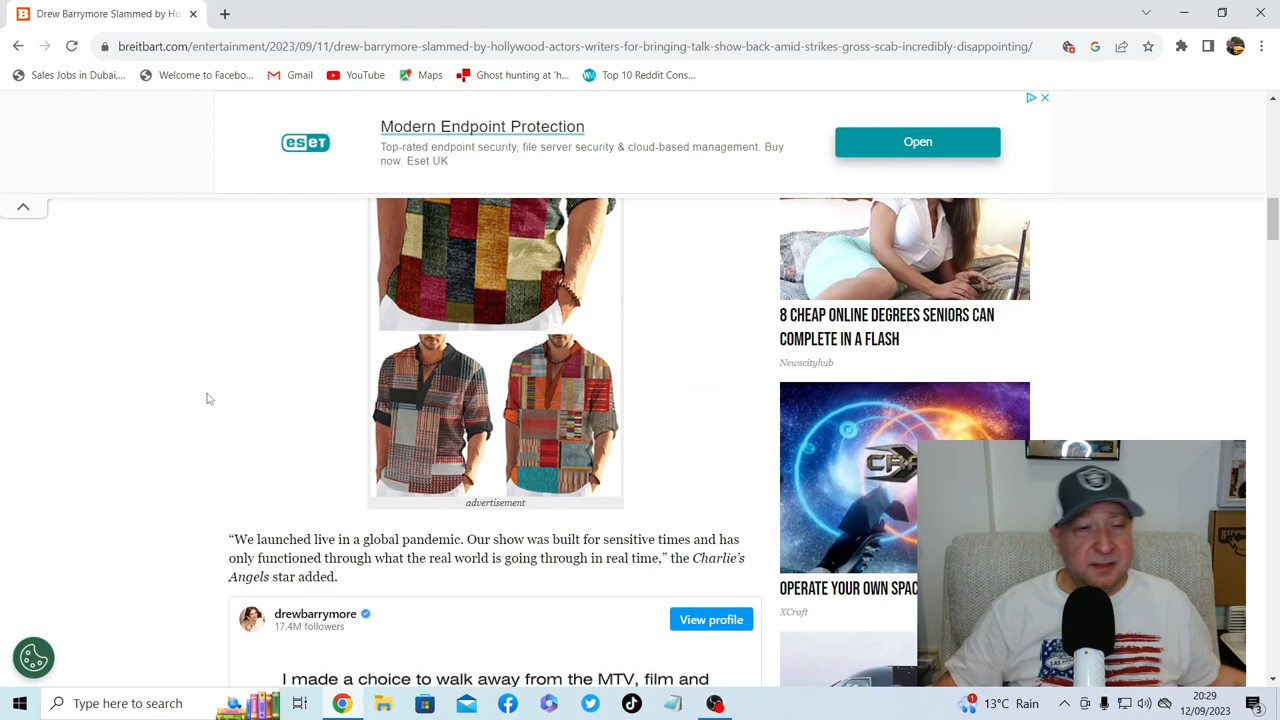 Drew Barrymore Slammed by Ho
breitbart.com/entertainment/2023/09/11/drew-barrymore-slammed-by-hollywood-actors-writers-for-bringing-talk-show-back-amid-strikes-gross-scab-incredibly-disappointing/
Sales Jobs in Dubai,... Welcome to Facebo... Gmail YouTube Maps Ghost hunting at 'h... Top 10 Reddit Cons...
eseT
Modern Endpoint Protection
Top-rated endpoint security, file server security & cloud-based management. Buy
now. Eset UK
Open
8 CHEAP ONLINE DEGREES SENIORS CAN
COMPLETE IN A FLASH
Newscityhub
advertisement
“We launched live in a global pandemic. Our show was built for sensitive times and has
only functioned through what the real world is going through in real time,” the Charlie’s
Angels star added.
OPERATE YOUR OWN SPAC
XCraft
drewbarrymore
17.4M followers
View profile
I made a choice to walk away from the MTV, film and
Type here to search
1
13°C Rain
20:29
12/09/2023
3